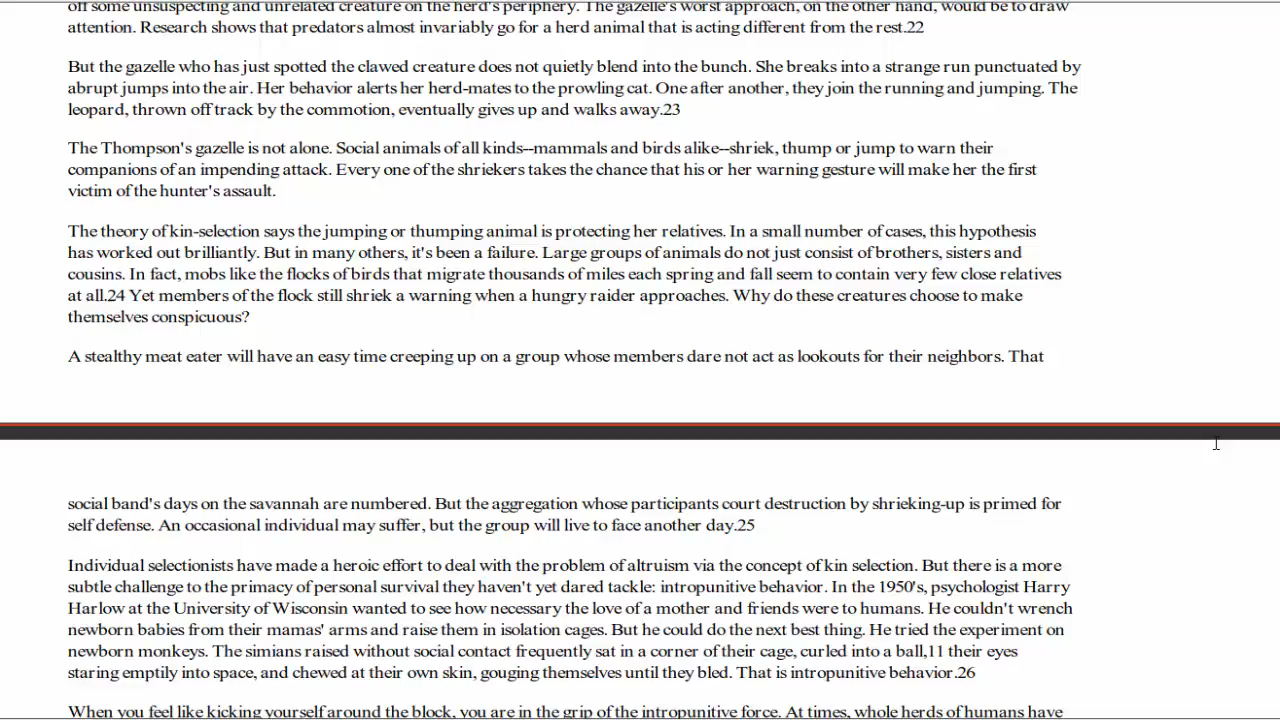 off some unsuspecting and unrelated creature on the herd's periphery. The gazelle's worst approach, on the other hand, would be to draw
attention. Research shows that predators almost invariably go for a herd animal that is acting different from the rest.22
But the gazelle who has just spotted the clawed creature does not quietly blend into the bunch. She breaks into a strange run punctuated by
abrupt jumps into the air. Her behavior alerts her herd-mates to the prowling cat. One after another, they join the running and jumping. The
leopard, thrown off track by the commotion, eventually gives up and walks away.23
The Thompson's gazelle is not alone. Social animals of all kinds--mammals and birds alike--shriek, thump or jump to warn their
companions of an impending attack. Every one of the shriekers takes the chance that his or her warning gesture will make her the first
victim of the hunter's assault.
The theory of kin-selection says the jumping or thumping animal is protecting her relatives. In a small number of cases, this hypothesis
has worked out brilliantly. But in many others, it's been a failure. Large groups of animals do not just consist of brothers, sisters and
cousins. In fact, mobs like the flocks of birds that migrate thousands of miles each spring and fall seem to contain very few close relatives
at all.24 Yet members of the flock still shriek a warning when a hungry raider approaches. Why do these creatures choose to make
themselves conspicuous?
A stealthy meat eater will have an easy time creeping up on a group whose members dare not act as lookouts for their neighbors. That
social band's days on the savannah are numbered. But the aggregation whose participants court destruction by shrieking-up is primed for
self defense. An occasional individual may suffer, but the group will live to face another day.25
Individual selectionists have made a heroic effort to deal with the problem of altruism via the concept of kin selection. But there is a more
subtle challenge to the primacy of personal survival they haven't yet dared tackle: intropunitive behavior. In the 1950's, psychologist Harry
Harlow at the University of Wisconsin wanted to see how necessary the love of a mother and friends were to humans. He couldn't wrench
newborn babies from their mamas' arms and raise them in isolation cages. But he could do the next best thing. He tried the experiment on
newborn monkeys. The simians raised without social contact frequently sat in a corner of their cage, curled into a ball,11 their eyes
staring emptily into space, and chewed at their own skin, gouging themselves until they bled. That is intropunitive behavior.26
When you feel like kicking yourself around the block, you are in the grip of the intropunitive force. At times, whole herds of humans have